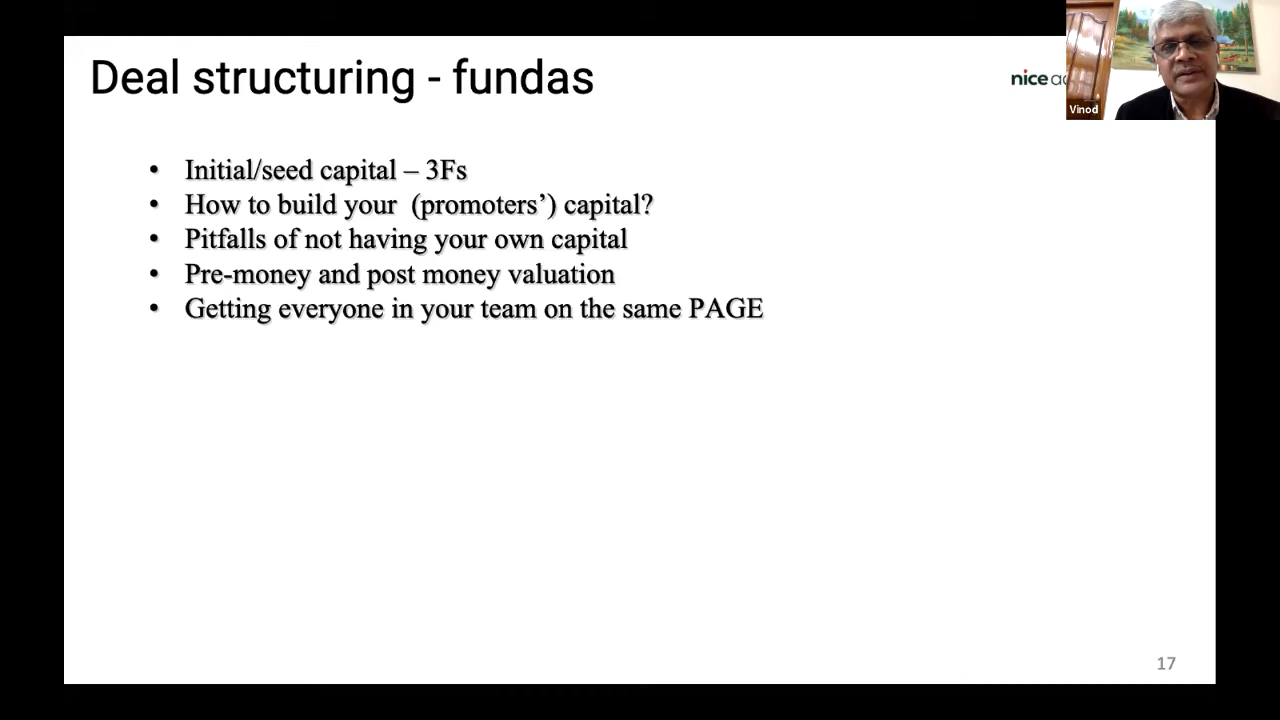 Deal structuring - fundas
nice
Vinod
• Initial/seed capital – 3Fs
• How to build your  (promoters’) capital?
• Pitfalls of not having your own capital
• Pre-money and post money valuation
• Getting everyone in your team on the same PAGE
17